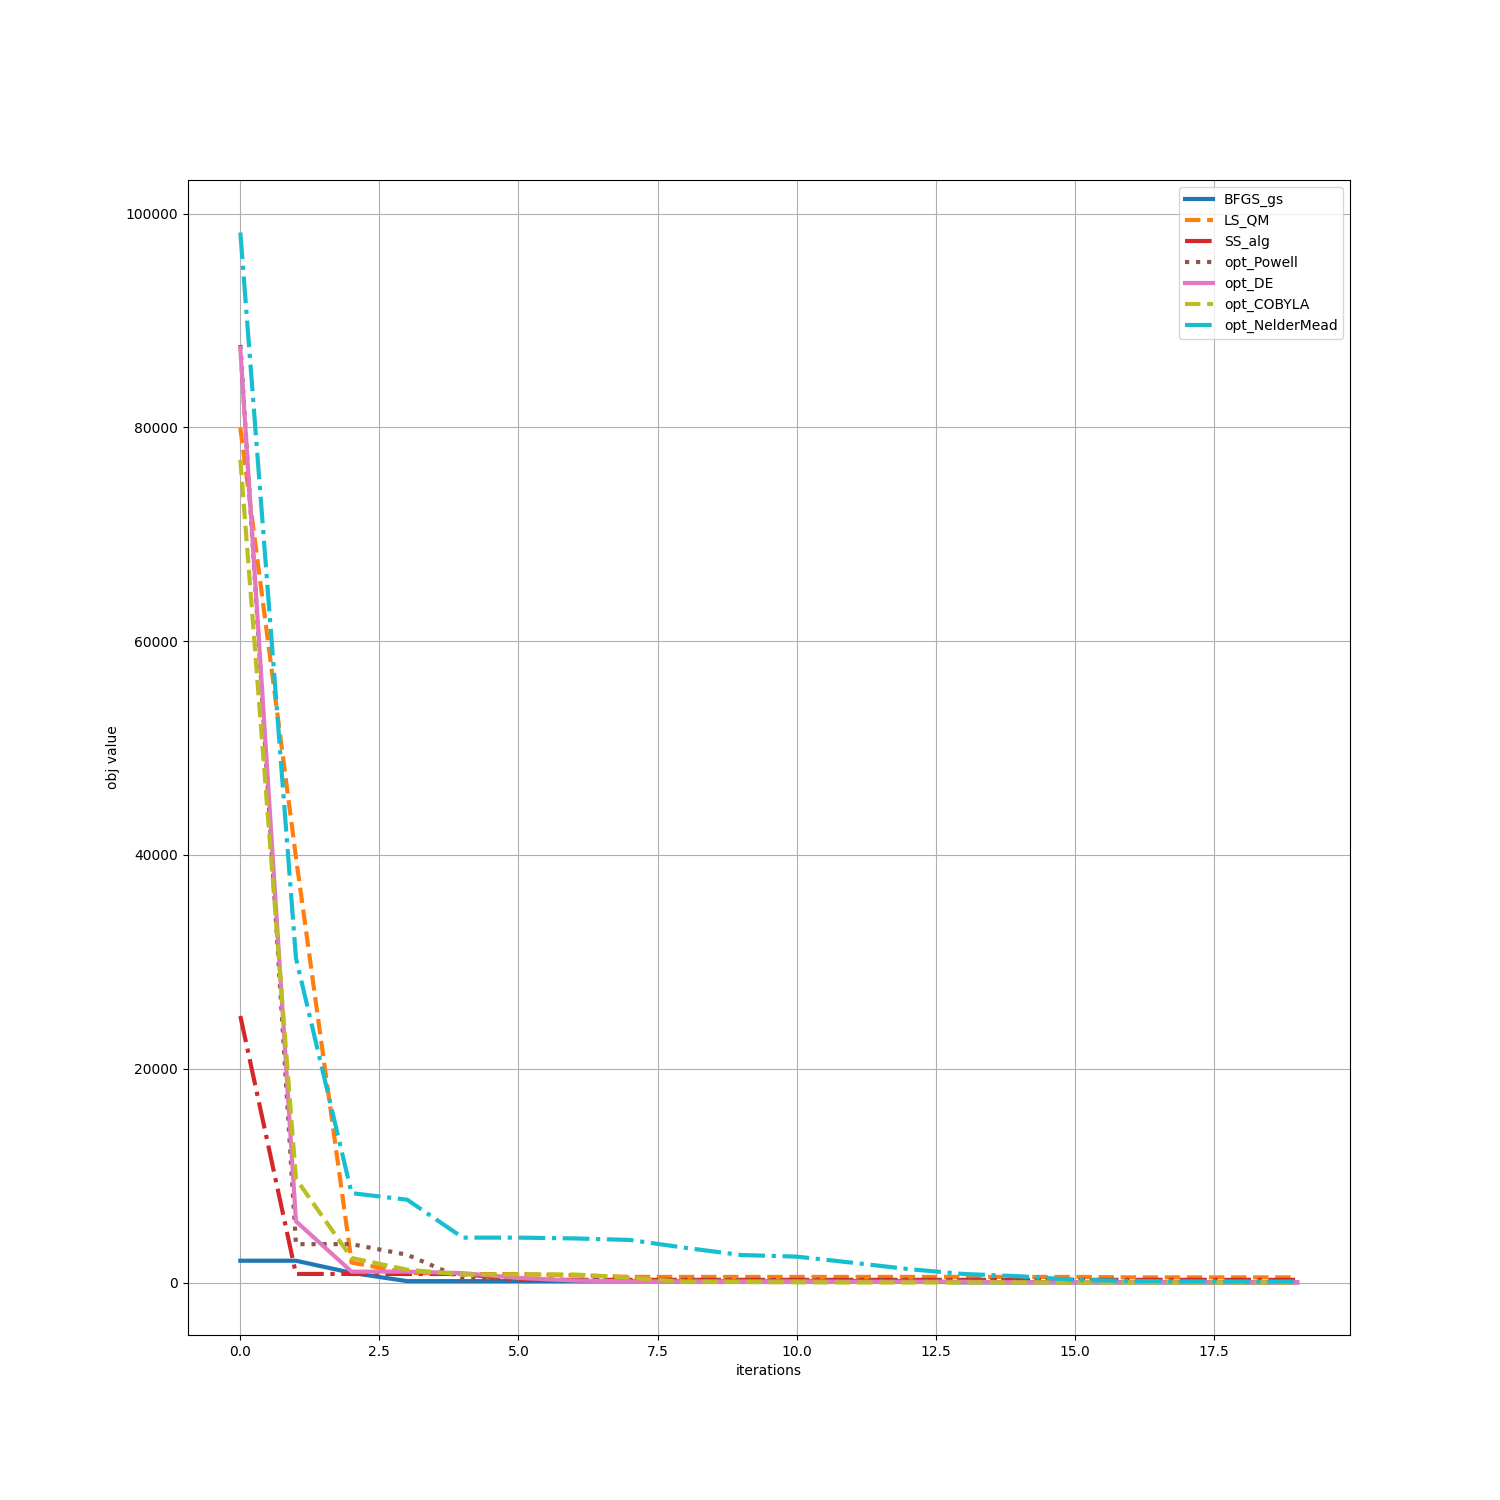 BFGS_gs
LS_QM
SS_alg
opt_Powell
opt_DE
opt_COBYLA
opt_NelderMead
100000
80000
60000
40000
20000
0
obj value
0.0 2.5 5.0 7.5 10.0 12.5 15.0 17.5
iterations